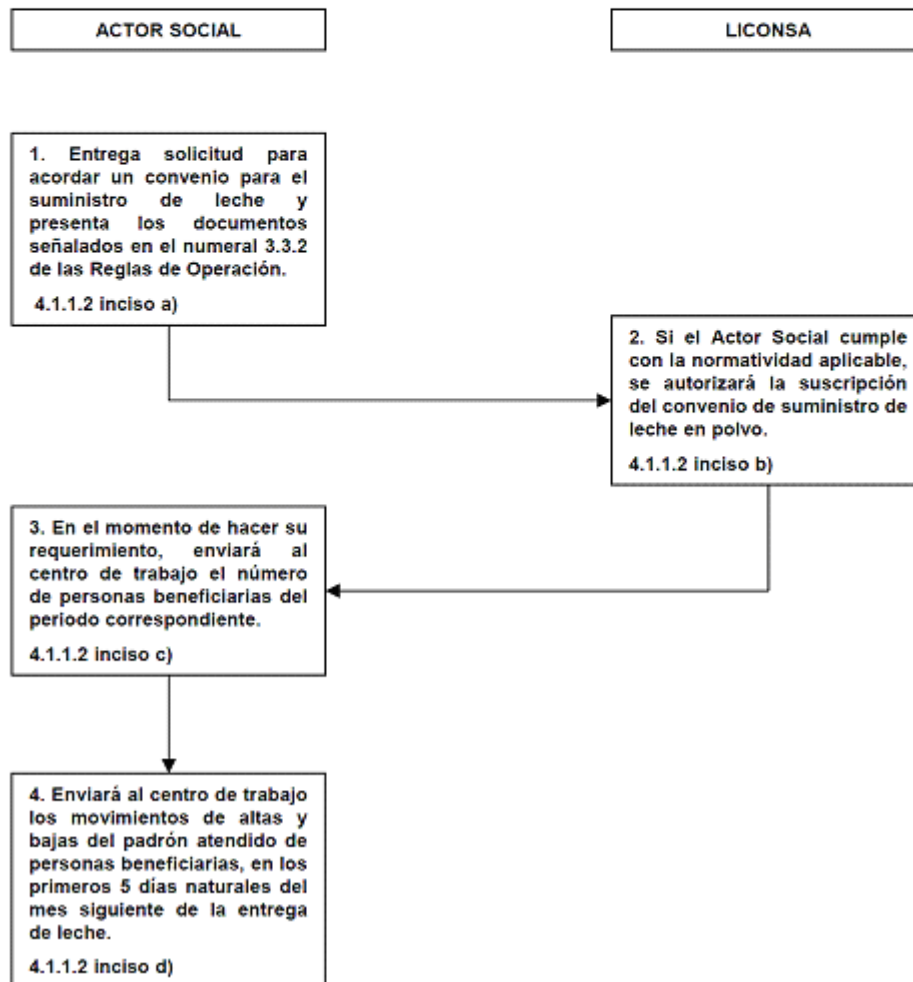 ACTOR SOCIAL
LICONSA
1. Entrega solicitud para
acordar un convenio para el
suministro de leche y
presenta los documentos
señalados en el numeral 3.3.2
de las Reglas de Operación.
4.1.1.2 inciso a)
2. Si el Actor Social cumple
con la normatividad aplicable,
se autorizará la suscripción
del convenio de suministro de
leche en polvo.
4.1.1.2 inciso b)
3. En el momento de hacer su
requerimiento, enviará al
centro de trabajo el número
de personas beneficiarias del
periodo correspondiente.
4.1.1.2 inciso c)
4. Enviará al centro de trabajo
los movimientos de altas y
bajas del padrón atendido de
personas beneficiarias, en los
primeros 5 días naturales del
mes siguiente de la entrega
de leche.
4.1.1.2 inciso d)